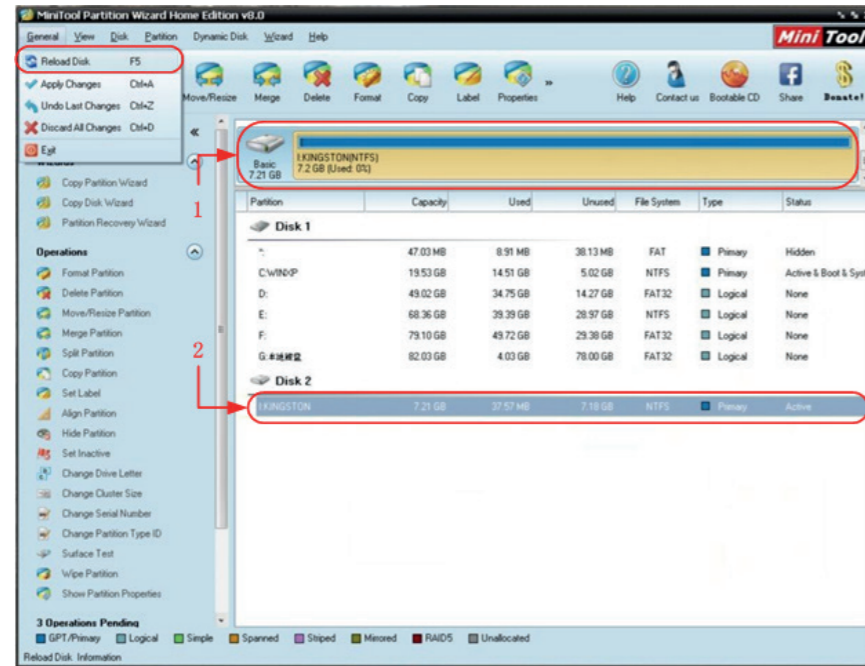 MiniTool Partition Wizard Home Edition v8.0
General View Disk Partition Dynamic Disk Wizard Help
Mini Tool
Reload Disk F5
Apply Changes Ctrl+A
Undo Last Changes Ctrl+Z
Discard All Changes Ctrl+D
Exit
Move/Resize Merge Delete Format Copy Label Properties » Help Contact us Bootable CD Share Donate!
Copy Partition Wizard
Copy Disk Wizard
Partition Recovery Wizard
Operations
Format Partition
Delete Partition
Move/Resize Partition
Merge Partition
Split Partition
Copy Partition
Set Label
Align Partition
Hide Partition
Set Inactive
Change Drive Letter
Change Cluster Size
Change Serial Number
Change Partition Type ID
Surface Test
Wipe Partition
Show Partition Properties
3 Operations Pending
1
2
Basic
7.21 GB
I:KINGSTON(NTFS)
7.2 GB (Used: 0%)
Partition Capacity Used Unused File System Type Status
Disk 1
*: 47.03 MB 8.91 MB 38.13 MB FAT Primary Hidden
C:WINXP 19.53 GB 14.51 GB 5.02 GB NTFS Primary Active & Boot & Syst
D: 49.02 GB 34.75 GB 14.27 GB FAT32 Logical None
E: 68.36 GB 39.39 GB 28.97 GB NTFS Logical None
F: 79.10 GB 49.72 GB 29.38 GB FAT32 Logical None
G:本地磁盘 82.03 GB 4.03 GB 78.00 GB FAT32 Logical None
Disk 2
I:KINGSTON 7.21 GB 37.57 MB 7.18 GB NTFS Primary Active
GPT/Primary Logical Simple Spanned Striped Mirrored RAID5 Unallocated
Reload Disk Information